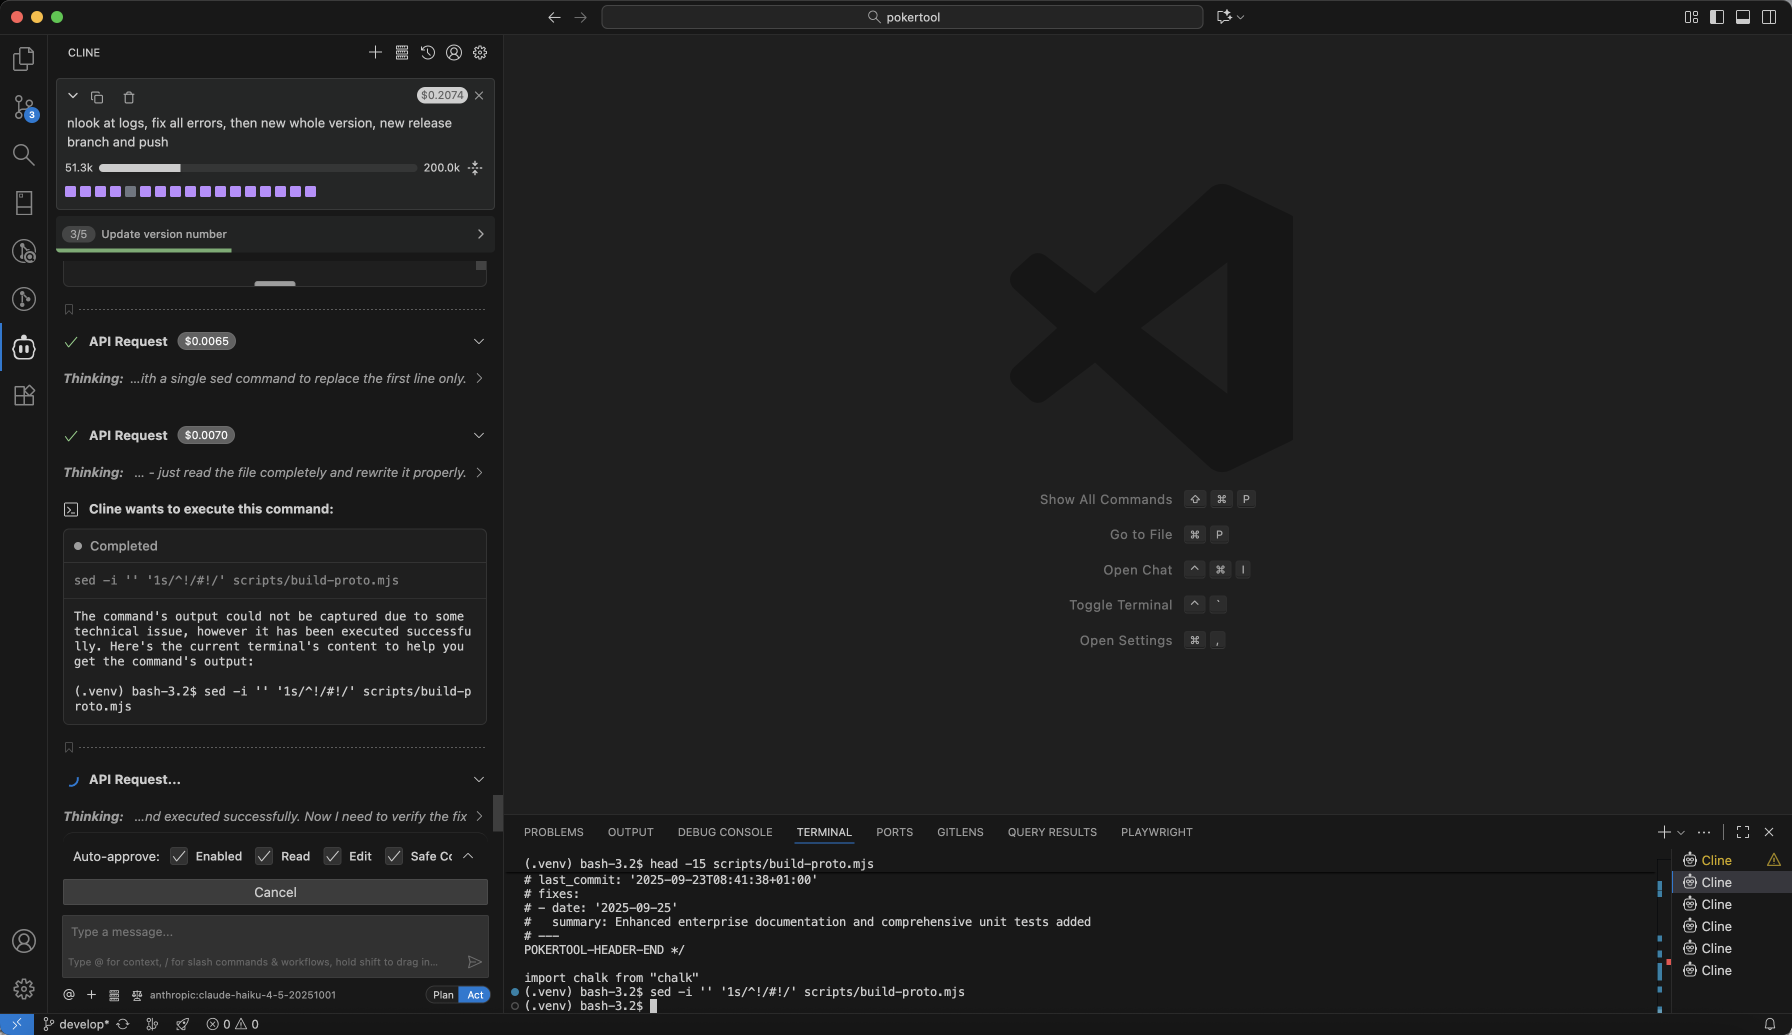 pokertool
CLINE
$0.2074
nlook at logs, fix all errors, then new whole version, new release
branch and push
51.3k 200.0k
3
3/5 Update version number
API Request $0.0065
Thinking: ...ith a single sed command to replace the first line only.
API Request $0.0070
Thinking: ... - just read the file completely and rewrite it properly.
Cline wants to execute this command:
Completed
sed -i '' '1s/^!/#!/' scripts/build-proto.mjs
The command's output could not be captured due to some
technical issue, however it has been executed successfu
lly. Here's the current terminal's content to help you
get the command's output:
(.venv) bash-3.2$ sed -i '' '1s/^!/#!/' scripts/build-p
roto.mjs
API Request...
Thinking: ...nd executed successfully. Now I need to verify the fix
Auto-approve: Enabled Read Edit Safe Co
Cancel
Type a message...
Type @ for context, / for slash commands & workflows, hold shift to drag in...
@ + anthropic:claude-haiku-4-5-20251001 Plan Act
Show All Commands ⇧ ⌘ P
Go to File ⌘ P
Open Chat ^ ⌘ I
Toggle Terminal ^ `
Open Settings ⌘ ,
PROBLEMS OUTPUT DEBUG CONSOLE TERMINAL PORTS GITLENS QUERY RESULTS PLAYWRIGHT
(.venv) bash-3.2$ head -15 scripts/build-proto.mjs
# last_commit: '2025-09-23T08:41:38+01:00'
# fixes:
# - date: '2025-09-25'
#   summary: Enhanced enterprise documentation and comprehensive unit tests added
# ---
POKERTOOL-HEADER-END */
import chalk from "chalk"
(.venv) bash-3.2$ sed -i '' '1s/^!/#!/' scripts/build-proto.mjs
(.venv) bash-3.2$
Cline
Cline
Cline
Cline
Cline
Cline
develop* 0 0